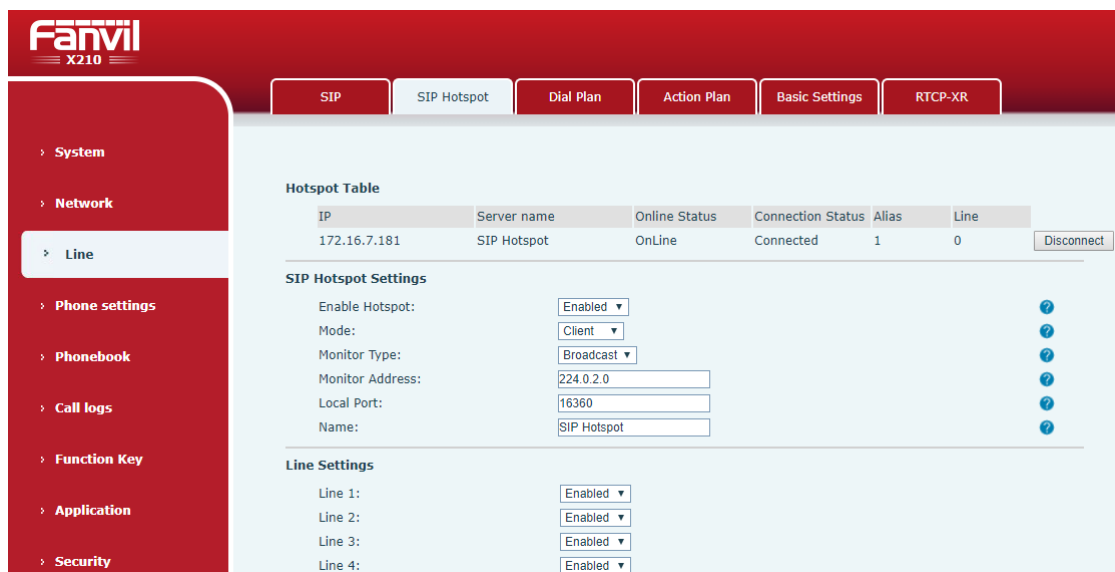 Fanvil
X210
SIP SIP Hotspot Dial Plan Action Plan Basic Settings RTCP-XR
› System
› Network
› Line
› Phone settings
› Phonebook
› Call logs
› Function Key
› Application
› Security
Hotspot Table
IP Server name Online Status Connection Status Alias Line
172.16.7.181 SIP Hotspot OnLine Connected 1 0 Disconnect
SIP Hotspot Settings
Enable Hotspot: Enabled ?
Mode: Client ?
Monitor Type: Broadcast ?
Monitor Address: 224.0.2.0 ?
Local Port: 16360 ?
Name: SIP Hotspot ?
Line Settings
Line 1: Enabled
Line 2: Enabled
Line 3: Enabled
Line 4: Enabled